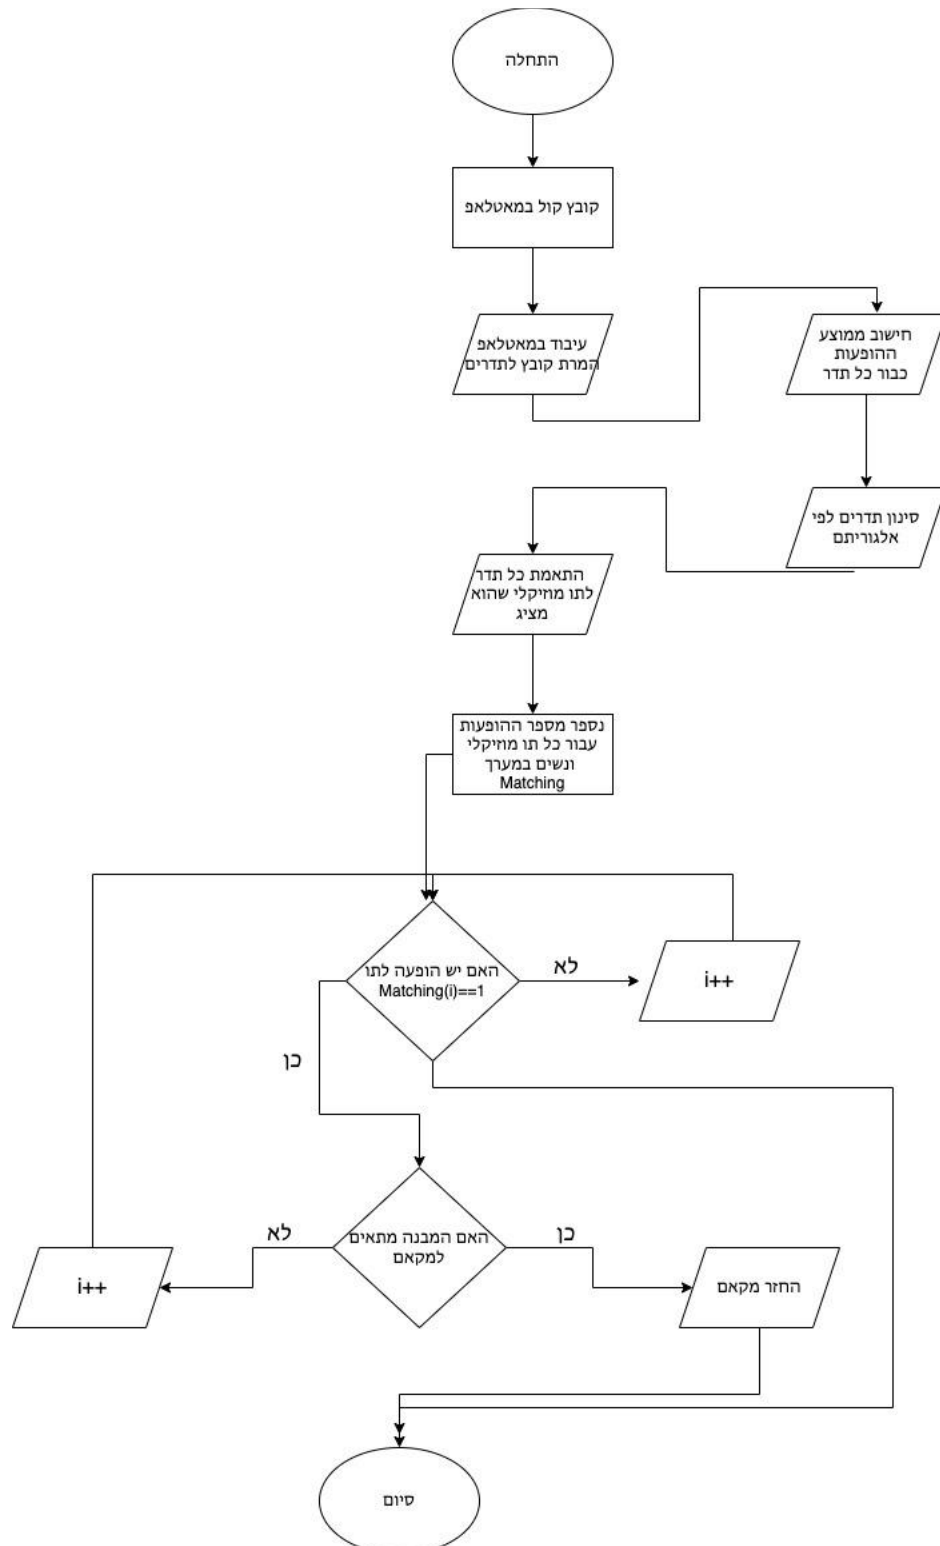 התחלה
קובץ קול במאטלאפ
עיבוד במאטלאפ
המרת קובץ לתדרים
חישוב ממוצע
ההופעות
כבור כל תדר
סינון תדרים לפי
אלגוריתם
התאמת כל תדר
לתו מוזיקלי שהוא
מציג
נספר מספר ההופעות
עבור כל תו מוזיקלי
ונשים במערך
Matching
האם יש הופעה לתו
Matching(i)==1
לא
i++
כן
האם המבנה מתאים
למקאם
כן
החזר מקאם
לא
i++
סיום